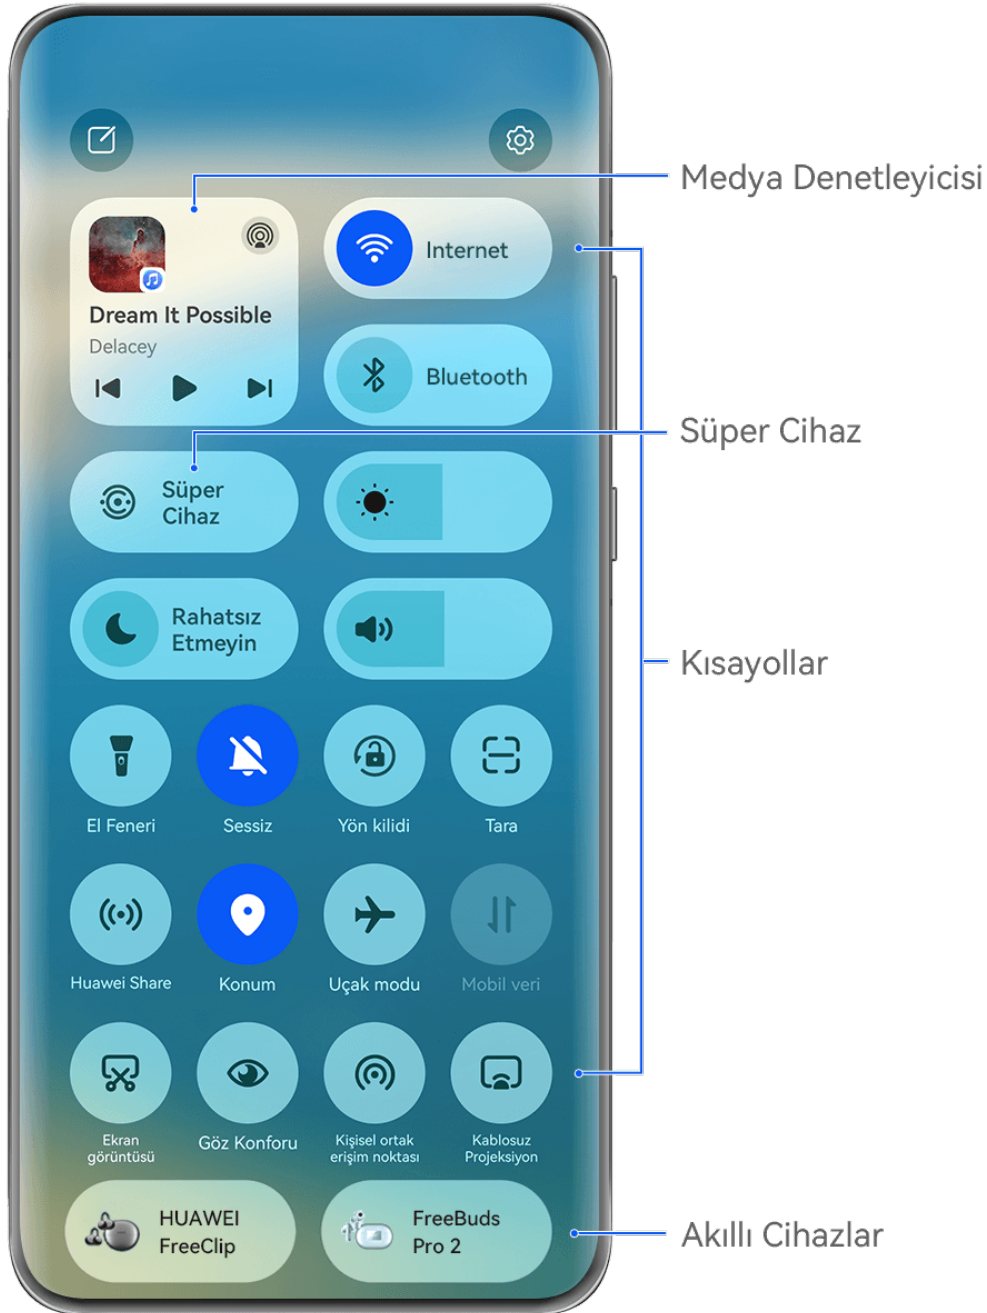 Medya Denetleyicisi
Internet
Dream It Possible
Delacey
Bluetooth
Süper Cihaz
Süper
Cihaz
Rahatsız
Etmeyin
Kısayollar
El Feneri
Sessiz
Yön kilidi
Tara
Huawei Share
Konum
Uçak modu
Mobil veri
Ekran
görüntüsü
Göz Konforu
Kişisel ortak
erişim noktası
Kablosuz
Projeksiyon
HUAWEI
FreeClip
FreeBuds
Pro 2
Akıllı Cihazlar